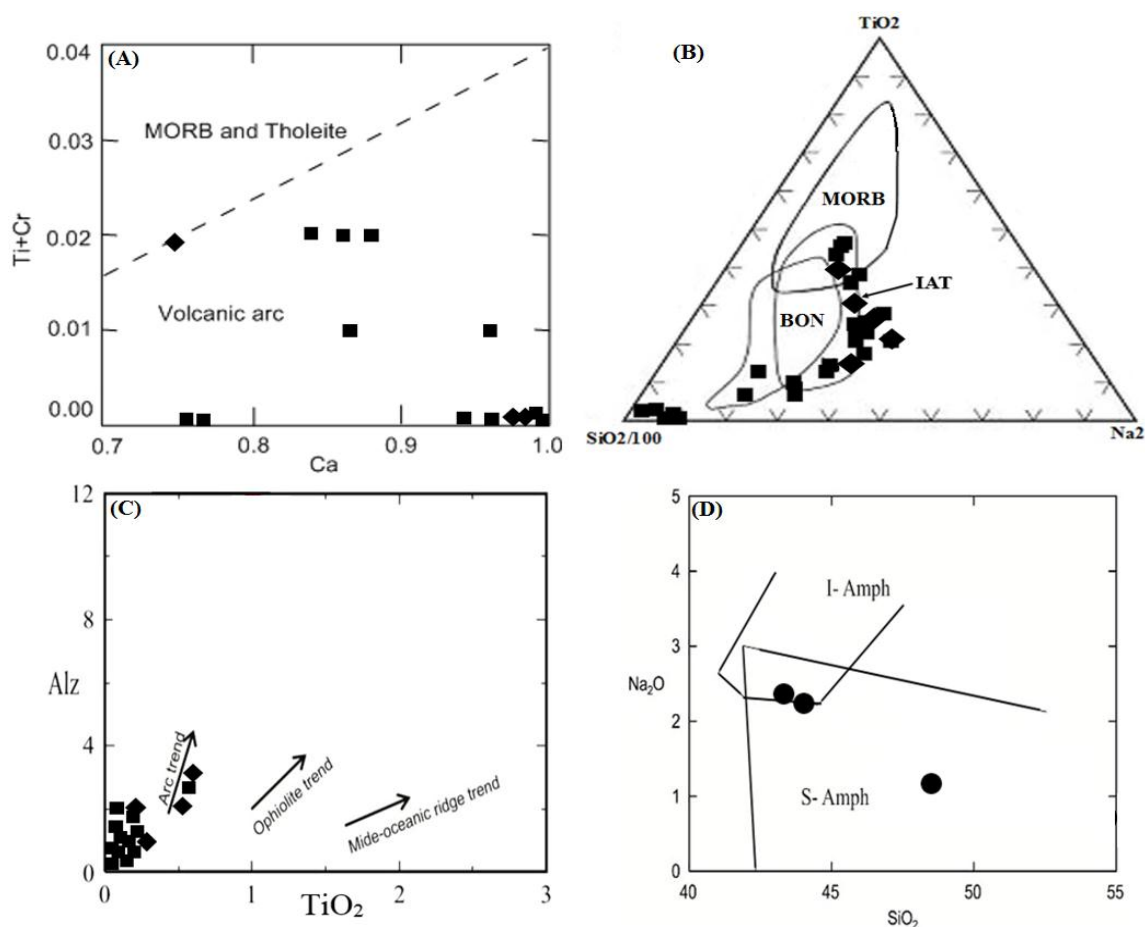 (A)
0.04
0.03
0.02
0.01
0.00
Ti+Cr
MORB and Tholeite
Volcanic arc
0.7
0.8
0.9
1.0
Ca
(B)
TiO2
MORB
IAT
BON
SiO2/100
Na2
(C)
12
8
4
0
Alz
Arc trend
Ophiolite trend
Mide-oceanic ridge trend
0
1
2
3
TiO₂
(D)
5
4
3
2
1
0
Na₂O
I- Amph
S- Amph
40
45
50
55
SiO₂